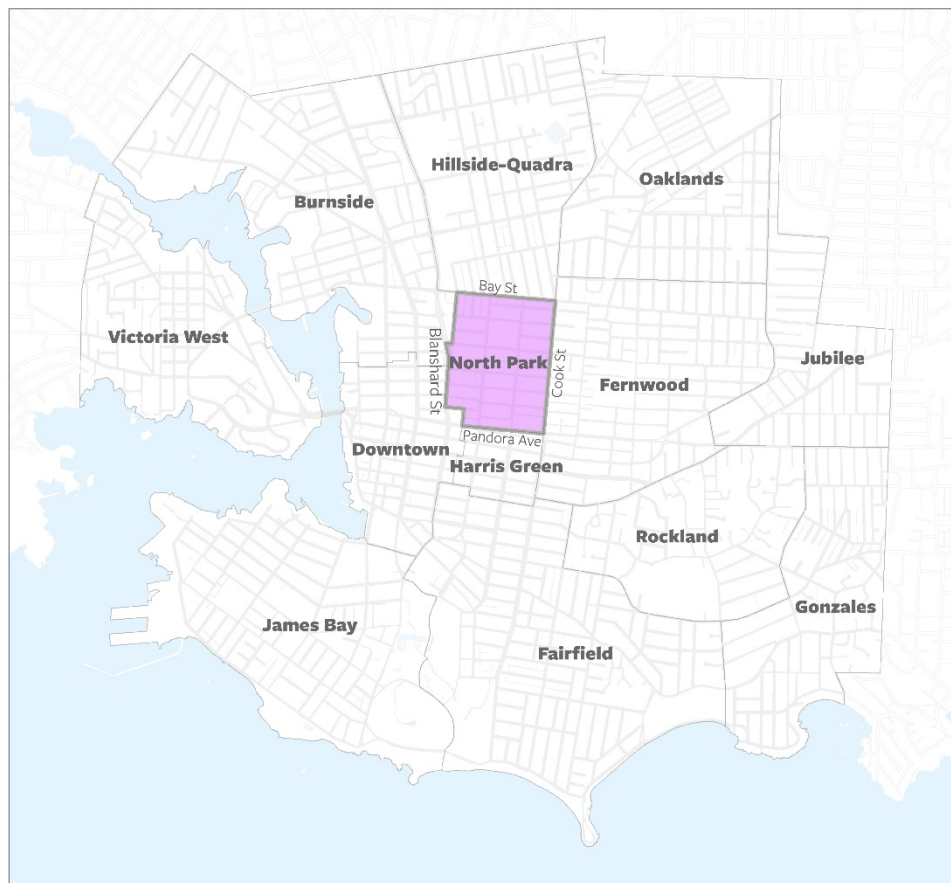 Hillside-Quadra
Oaklands
Burnside
Bay St
Victoria West
Blanshard St
North Park
Cook St
Jubilee
Fernwood
Pandora Ave
Downtown
Harris Green
Rockland
Gonzales
James Bay
Fairfield